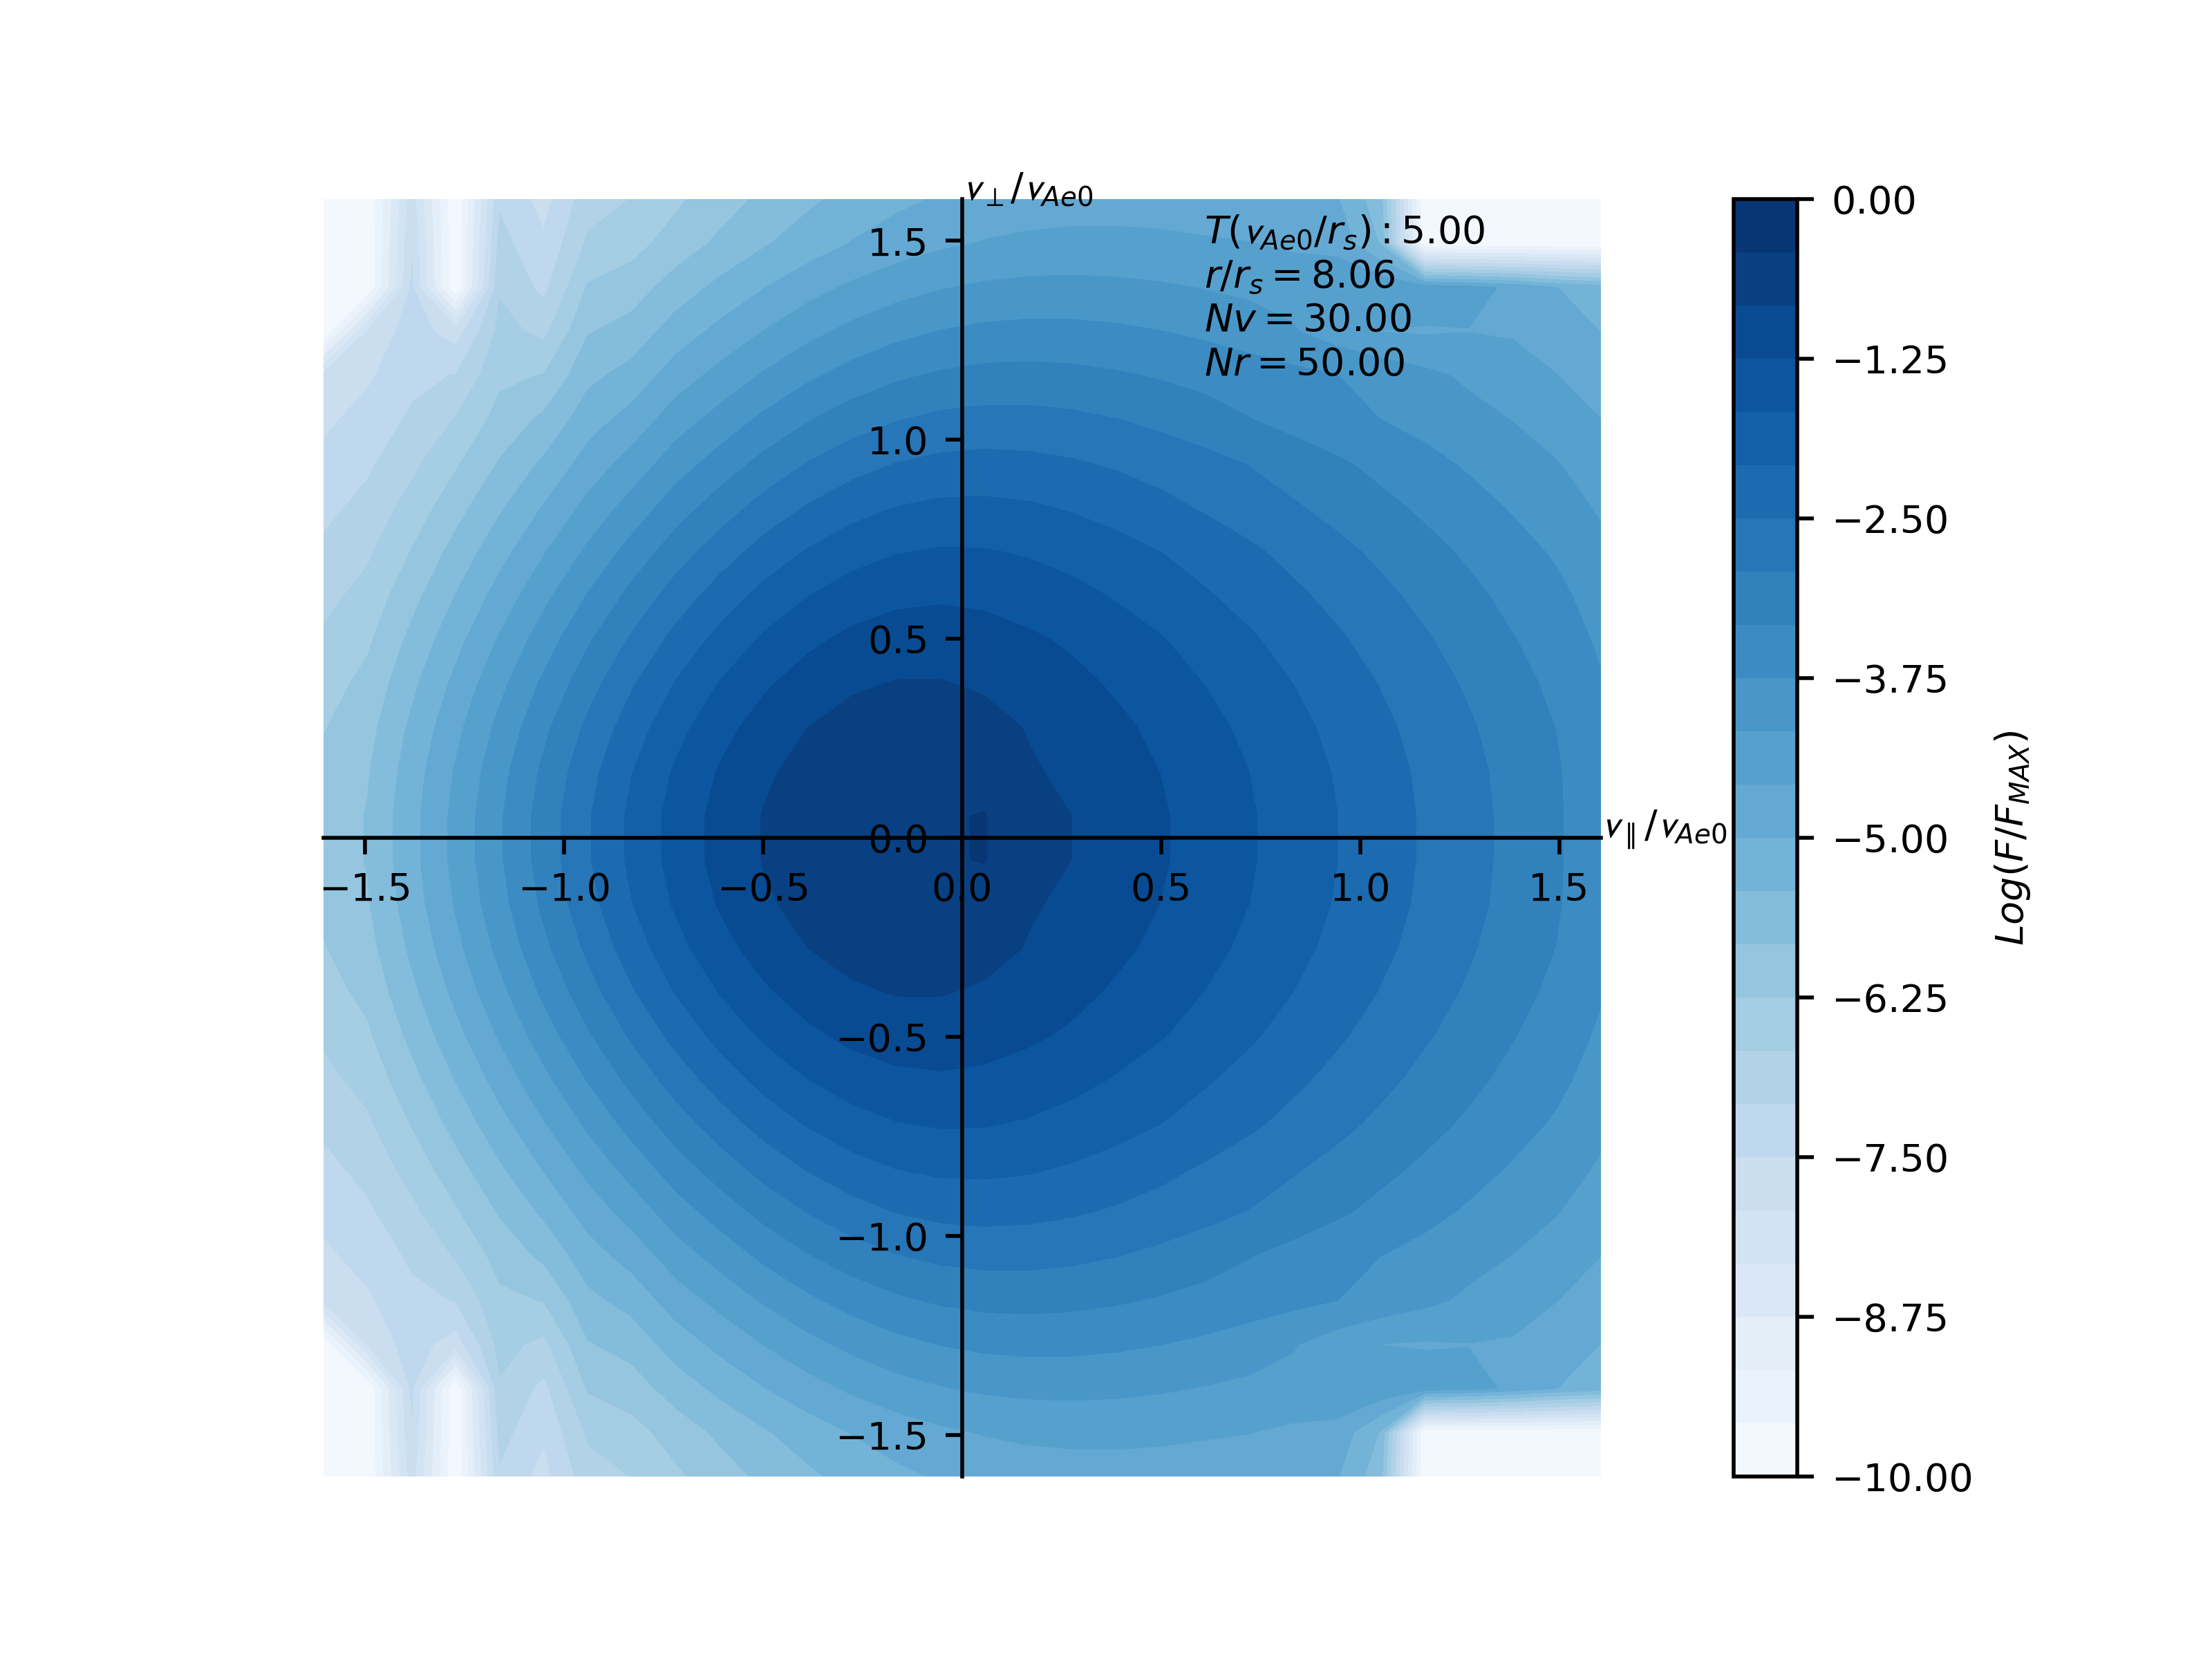 v⊥/vAe0
T(vAe0/rs) : 5.00
r/rs = 8.06
Nv = 30.00
Nr = 50.00
1.5
1.0
0.5
0.0
−0.5
−1.0
−1.5
−1.5 −1.0 −0.5 0.0 0.5 1.0 1.5
v∥/vAe0
0.00
−1.25
−2.50
−3.75
−5.00
−6.25
−7.50
−8.75
−10.00
Log(F/FMAX)